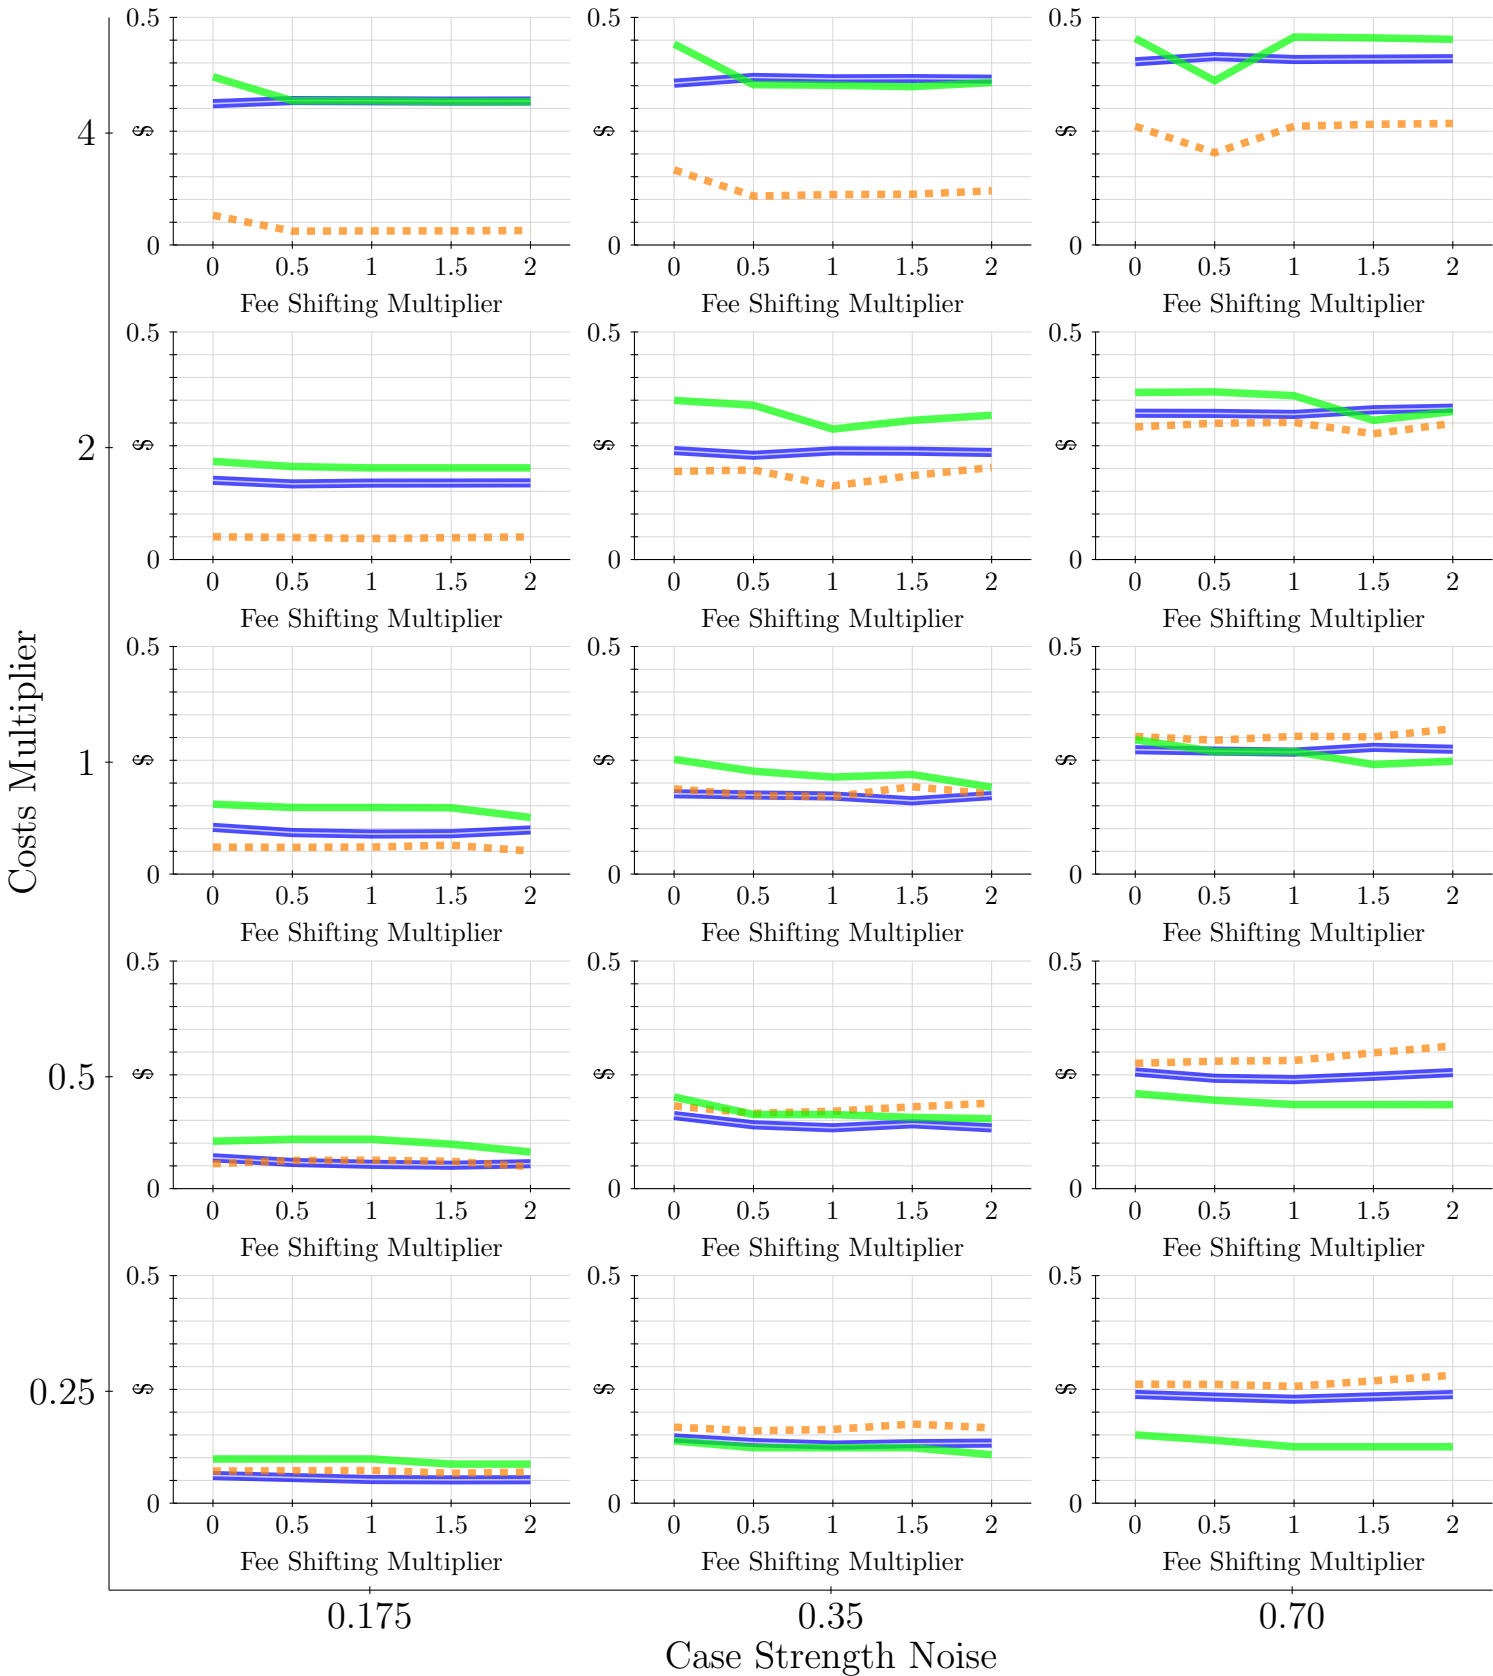 0.5 0.5 0.5
4 $ $ $
0 0 0
0 0.5 1 1.5 2 0 0.5 1 1.5 2 0 0.5 1 1.5 2
Fee Shifting Multiplier Fee Shifting Multiplier Fee Shifting Multiplier
0.5 0.5 0.5
2 $ $ $
0 0 0
0 0.5 1 1.5 2 0 0.5 1 1.5 2 0 0.5 1 1.5 2
Fee Shifting Multiplier Fee Shifting Multiplier Fee Shifting Multiplier
Costs Multiplier
0.5 0.5 0.5
1 $ $ $
0 0 0
0 0.5 1 1.5 2 0 0.5 1 1.5 2 0 0.5 1 1.5 2
Fee Shifting Multiplier Fee Shifting Multiplier Fee Shifting Multiplier
0.5 0.5 0.5
0.5 $ $ $
0 0 0
0 0.5 1 1.5 2 0 0.5 1 1.5 2 0 0.5 1 1.5 2
Fee Shifting Multiplier Fee Shifting Multiplier Fee Shifting Multiplier
0.5 0.5 0.5
0.25 $ $ $
0 0 0
0 0.5 1 1.5 2 0 0.5 1 1.5 2 0 0.5 1 1.5 2
Fee Shifting Multiplier Fee Shifting Multiplier Fee Shifting Multiplier
0.175 0.35 0.70
Case Strength Noise